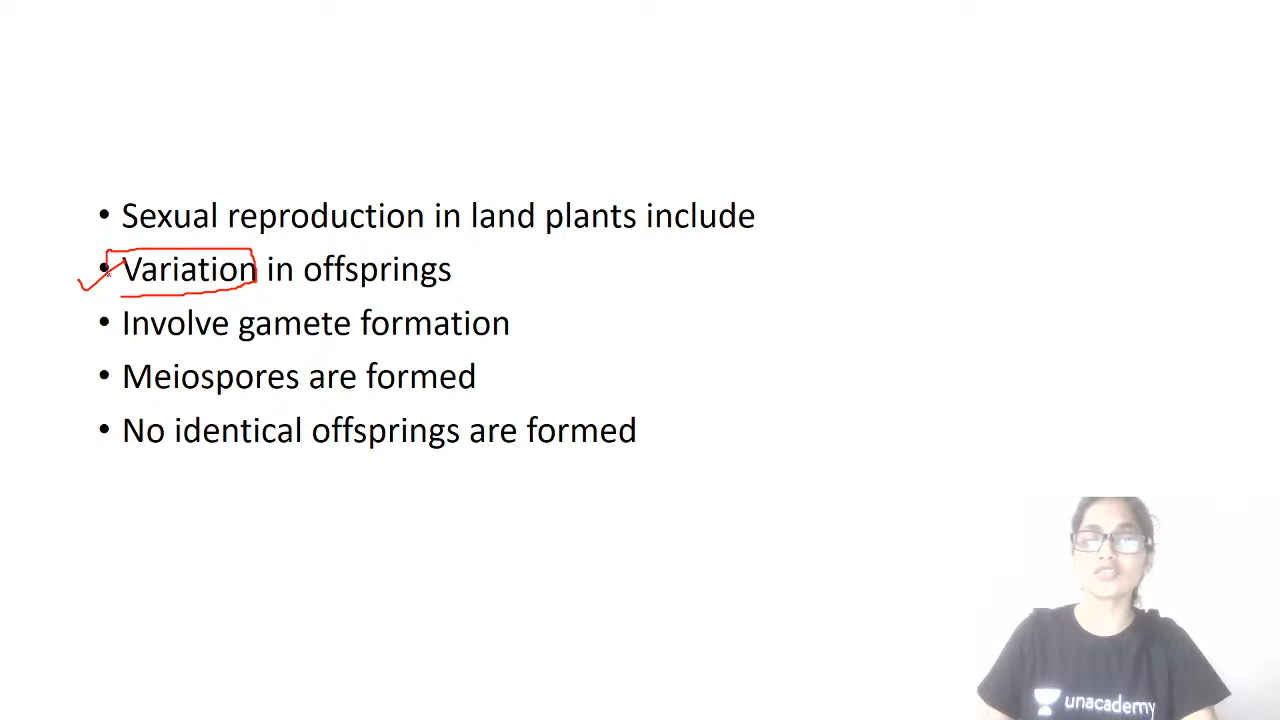 Sexual reproduction in land plants include
Variation in offsprings
Involve gamete formation
Meiospores are formed
No identical offsprings are formed
unacademy